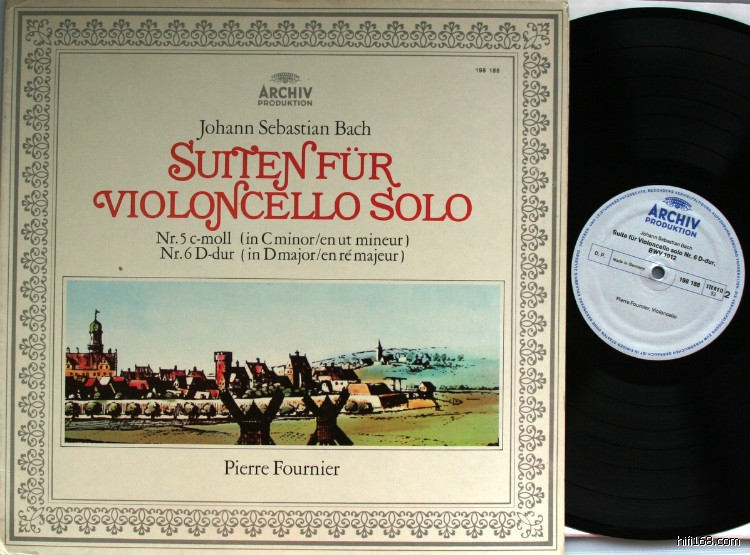 198 188
ARCHIV
PRODUKTION
Johann Sebastian Bach
SUITEN FÜR
VIOLONCELLO SOLO
Nr. 5 c-moll (in C minor/en ut mineur)
Nr. 6 D-dur (in D major/en ré majeur)
Pierre Fournier
ARCHIV
PRODUKTION
Johann Sebastian Bach
Suite für Violoncello solo Nr. 6 D-dur,
BWV 1012
D. P.
Made in Germany
198 188
STEREO
33
2
Pierre Fournier, Violoncello
hifi168.com